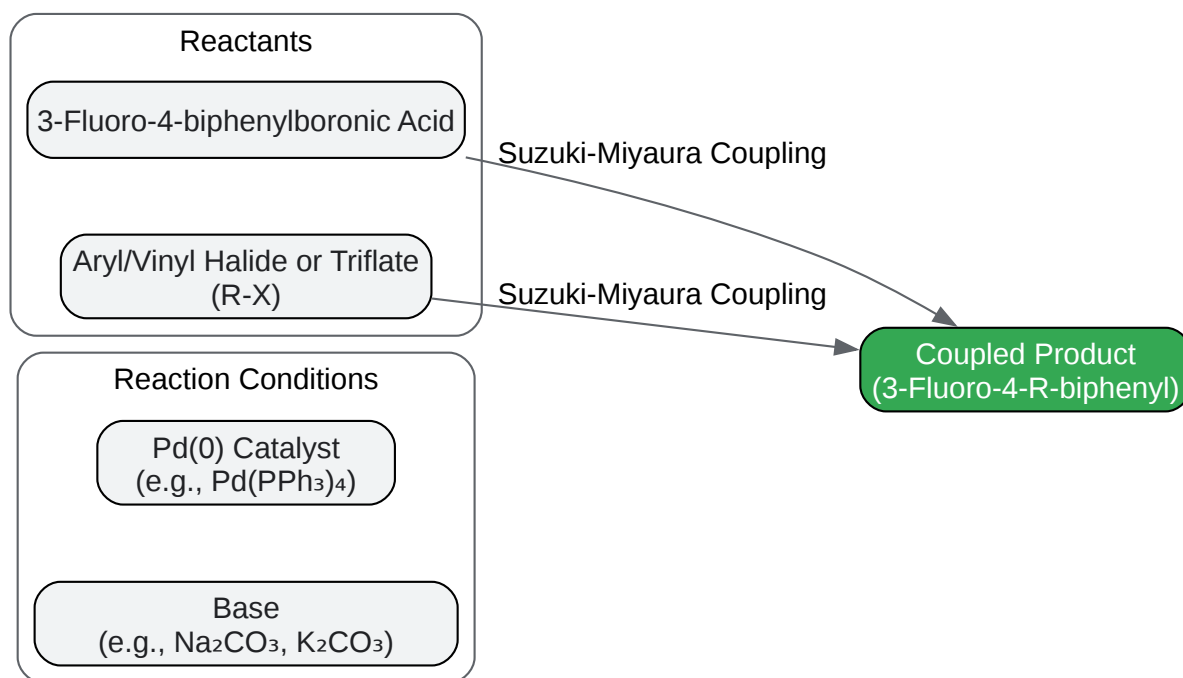 Reactants
3-Fluoro-4-biphenylboronic Acid
Suzuki-Miyaura Coupling
Aryl/Vinyl Halide or Triflate
(R-X)
Suzuki-Miyaura Coupling
Coupled Product
(3-Fluoro-4-R-biphenyl)
Reaction Conditions
Pd(0) Catalyst
(e.g., Pd(PPh₃)₄)
Base
(e.g., Na₂CO₃, K₂CO₃)